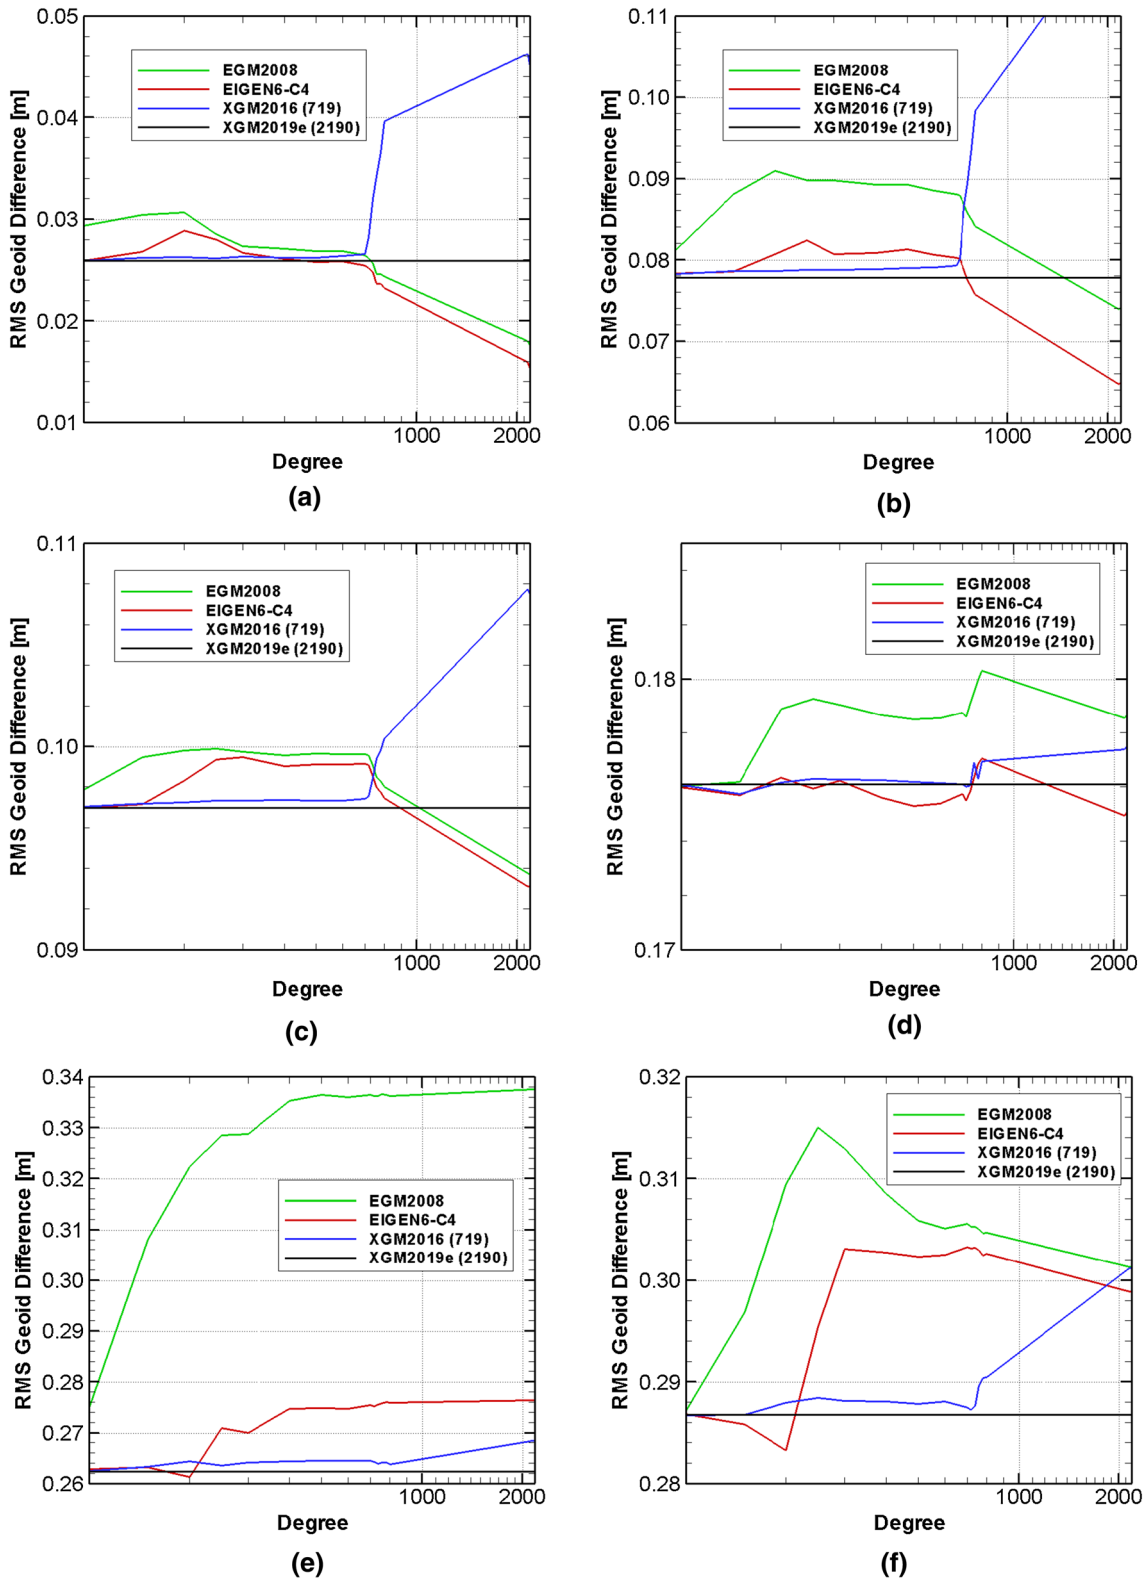 0.05
0.04
0.03
0.02
0.01
RMS Geoid Difference [m]
EGM2008
EIGEN6-C4
XGM2016 (719)
XGM2019e (2190)
1000 2000
Degree
(a)
0.11
0.10
0.09
0.08
0.07
0.06
RMS Geoid Difference [m]
EGM2008
EIGEN6-C4
XGM2016 (719)
XGM2019e (2190)
1000 2000
Degree
(b)
0.11
0.10
0.09
RMS Geoid Difference [m]
EGM2008
EIGEN6-C4
XGM2016 (719)
XGM2019e (2190)
1000 2000
Degree
(c)
0.18
0.17
RMS Geoid Difference [m]
EGM2008
EIGEN6-C4
XGM2016 (719)
XGM2019e (2190)
1000 2000
Degree
(d)
0.34
0.33
0.32
0.31
0.30
0.29
0.28
0.27
0.26
RMS Geoid Difference [m]
EGM2008
EIGEN6-C4
XGM2016 (719)
XGM2019e (2190)
1000 2000
Degree
(e)
0.32
0.31
0.30
0.29
0.28
RMS Geoid Difference [m]
EGM2008
EIGEN6-C4
XGM2016 (719)
XGM2019e (2190)
1000 2000
Degree
(f)